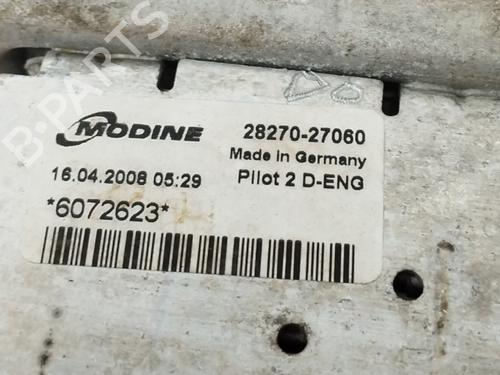 MODINE
28270-27060
Made in Germany
16.04.2008 05:29
Pilot 2 D-ENG
*6072623*
B-PARTS